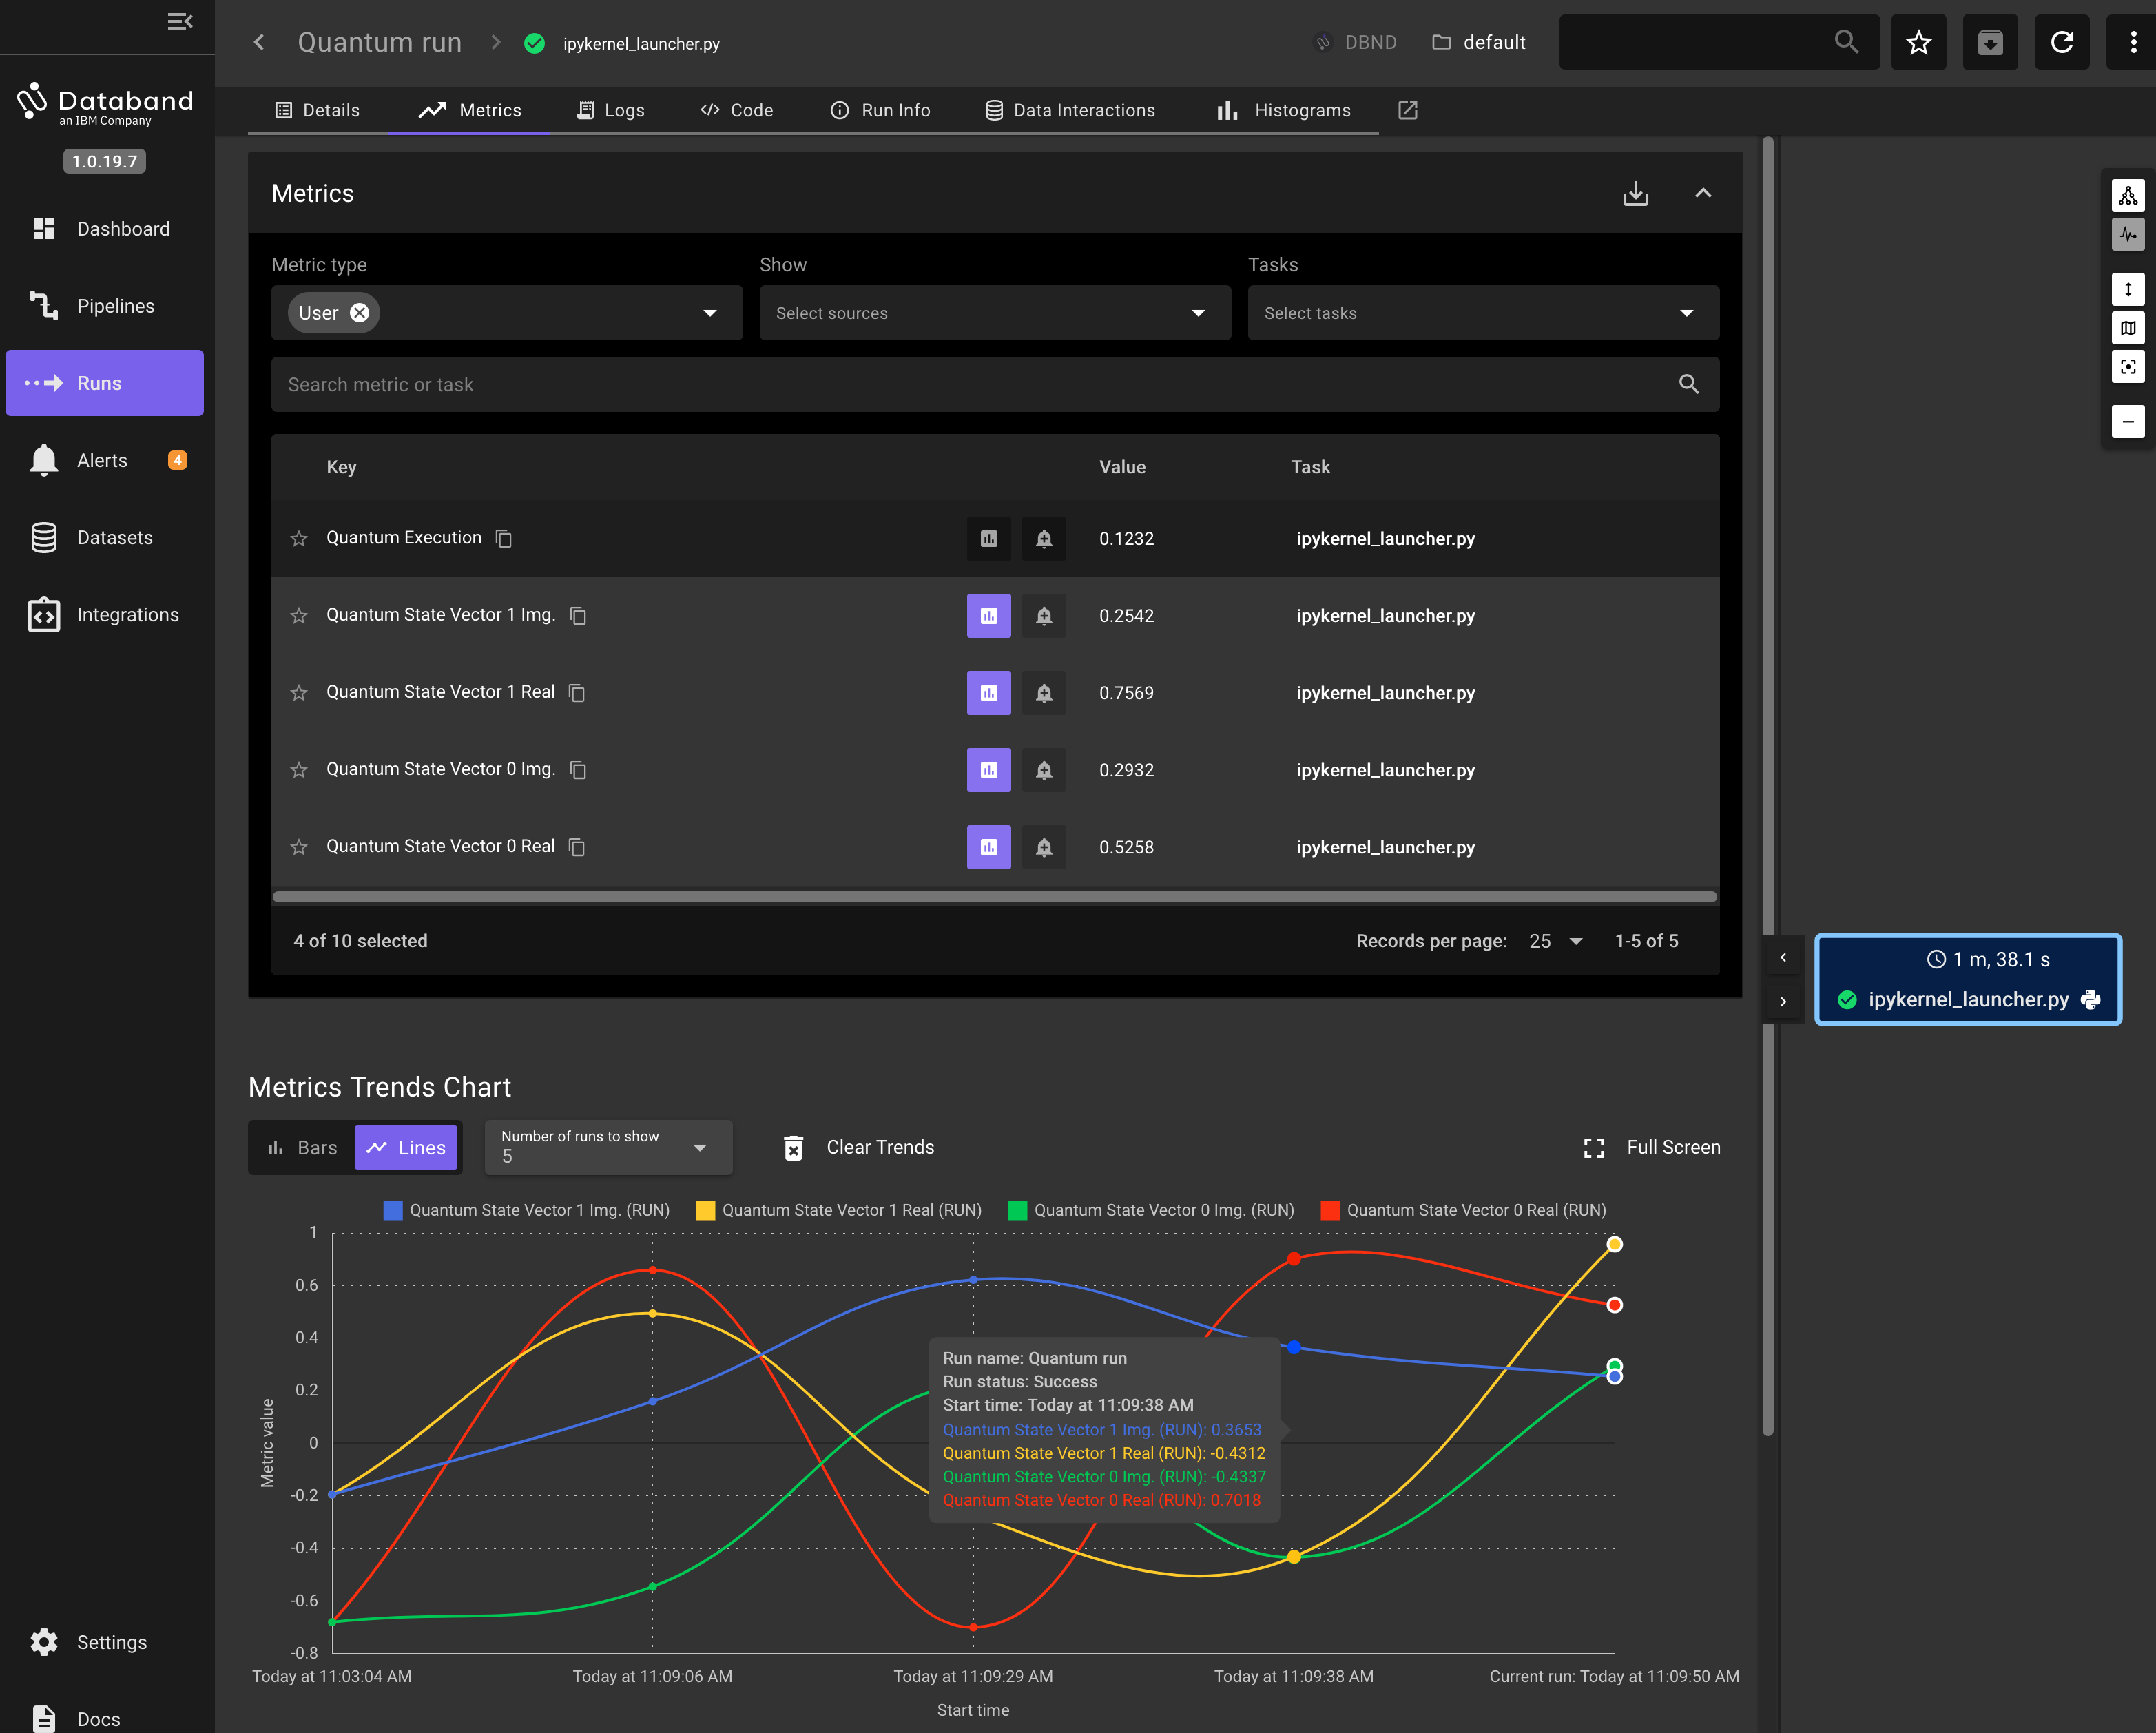 Quantum run
ipykernel_launcher.py
DBND
default
Databand
an IBM Company
1.0.19.7
Dashboard
Pipelines
Runs
Alerts 4
Datasets
Integrations
Settings
Docs
Details
Metrics
Logs
Code
Run Info
Data Interactions
Histograms
Metrics
Metric type
Show
Tasks
User
Select sources
Select tasks
Search metric or task
Key Value Task
Quantum Execution 0.1232 ipykernel_launcher.py
Quantum State Vector 1 Img. 0.2542 ipykernel_launcher.py
Quantum State Vector 1 Real 0.7569 ipykernel_launcher.py
Quantum State Vector 0 Img. 0.2932 ipykernel_launcher.py
Quantum State Vector 0 Real 0.5258 ipykernel_launcher.py
4 of 10 selected
Records per page: 25 1-5 of 5
1 m, 38.1 s
ipykernel_launcher.py
Metrics Trends Chart
Bars
Lines
Number of runs to show
5
Clear Trends
Full Screen
Quantum State Vector 1 Img. (RUN)
Quantum State Vector 1 Real (RUN)
Quantum State Vector 0 Img. (RUN)
Quantum State Vector 0 Real (RUN)
Metric value
1
0.6
0.4
0.2
0
-0.2
-0.4
-0.6
-0.8
Run name: Quantum run
Run status: Success
Start time: Today at 11:09:38 AM
Quantum State Vector 1 Img. (RUN): 0.3653
Quantum State Vector 1 Real (RUN): -0.4312
Quantum State Vector 0 Img. (RUN): -0.4337
Quantum State Vector 0 Real (RUN): 0.7018
Today at 11:03:04 AM
Today at 11:09:06 AM
Today at 11:09:29 AM
Today at 11:09:38 AM
Current run: Today at 11:09:50 AM
Start time